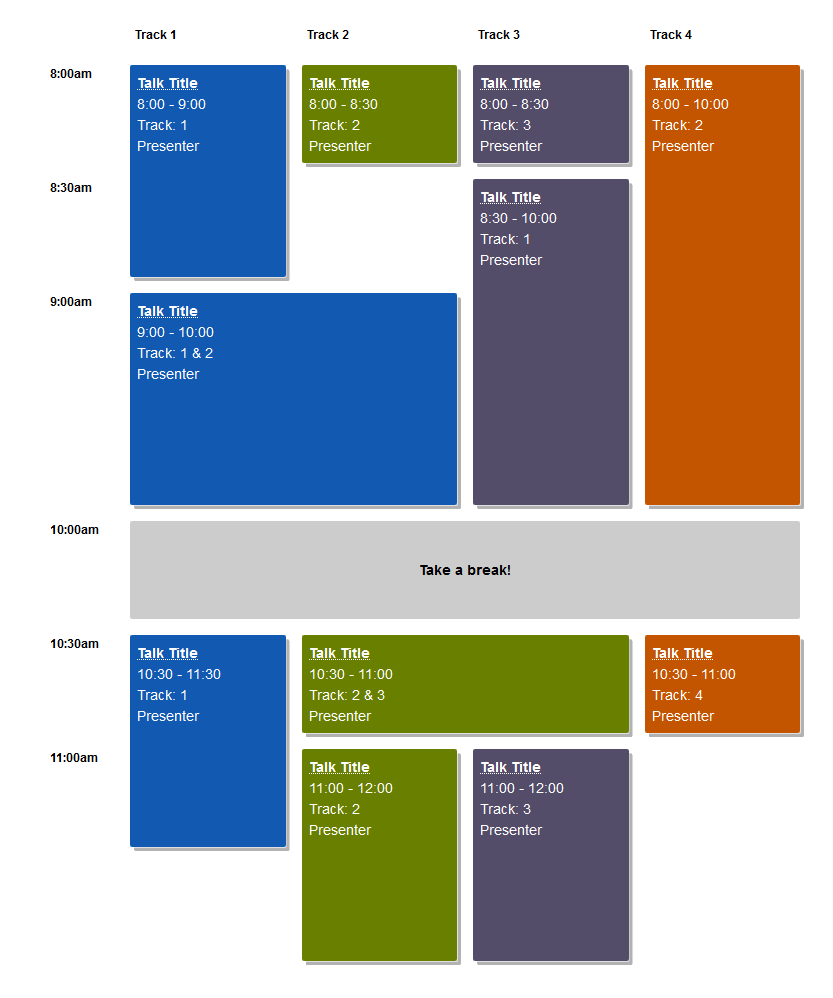 Track 1
Track 2
Track 3
Track 4
8:00am
Talk Title
8:00 - 9:00
Track: 1
Presenter
Talk Title
8:00 - 8:30
Track: 2
Presenter
Talk Title
8:00 - 8:30
Track: 3
Presenter
Talk Title
8:00 - 10:00
Track: 2
Presenter
8:30am
Talk Title
8:30 - 10:00
Track: 1
Presenter
9:00am
Talk Title
9:00 - 10:00
Track: 1 & 2
Presenter
10:00am
Take a break!
10:30am
Talk Title
10:30 - 11:30
Track: 1
Presenter
Talk Title
10:30 - 11:00
Track: 2 & 3
Presenter
Talk Title
10:30 - 11:00
Track: 4
Presenter
11:00am
Talk Title
11:00 - 12:00
Track: 2
Presenter
Talk Title
11:00 - 12:00
Track: 3
Presenter